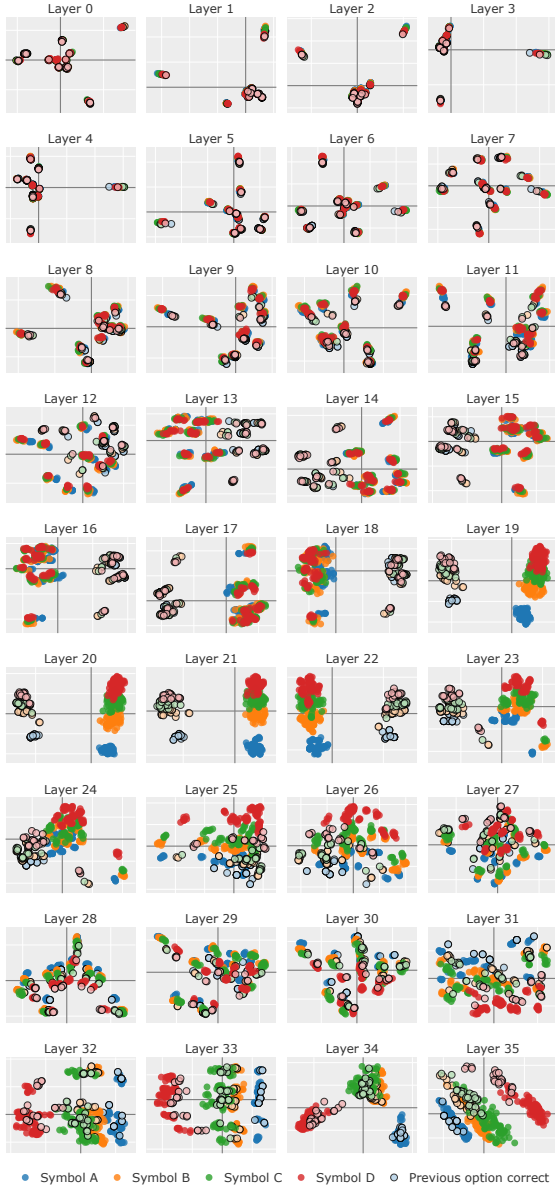 Layer 0 Layer 1 Layer 2 Layer 3
Layer 4 Layer 5 Layer 6 Layer 7
Layer 8 Layer 9 Layer 10 Layer 11
Layer 12 Layer 13 Layer 14 Layer 15
Layer 16 Layer 17 Layer 18 Layer 19
Layer 20 Layer 21 Layer 22 Layer 23
Layer 24 Layer 25 Layer 26 Layer 27
Layer 28 Layer 29 Layer 30 Layer 31
Layer 32 Layer 33 Layer 34 Layer 35
Symbol A Symbol B Symbol C Symbol D Previous option correct